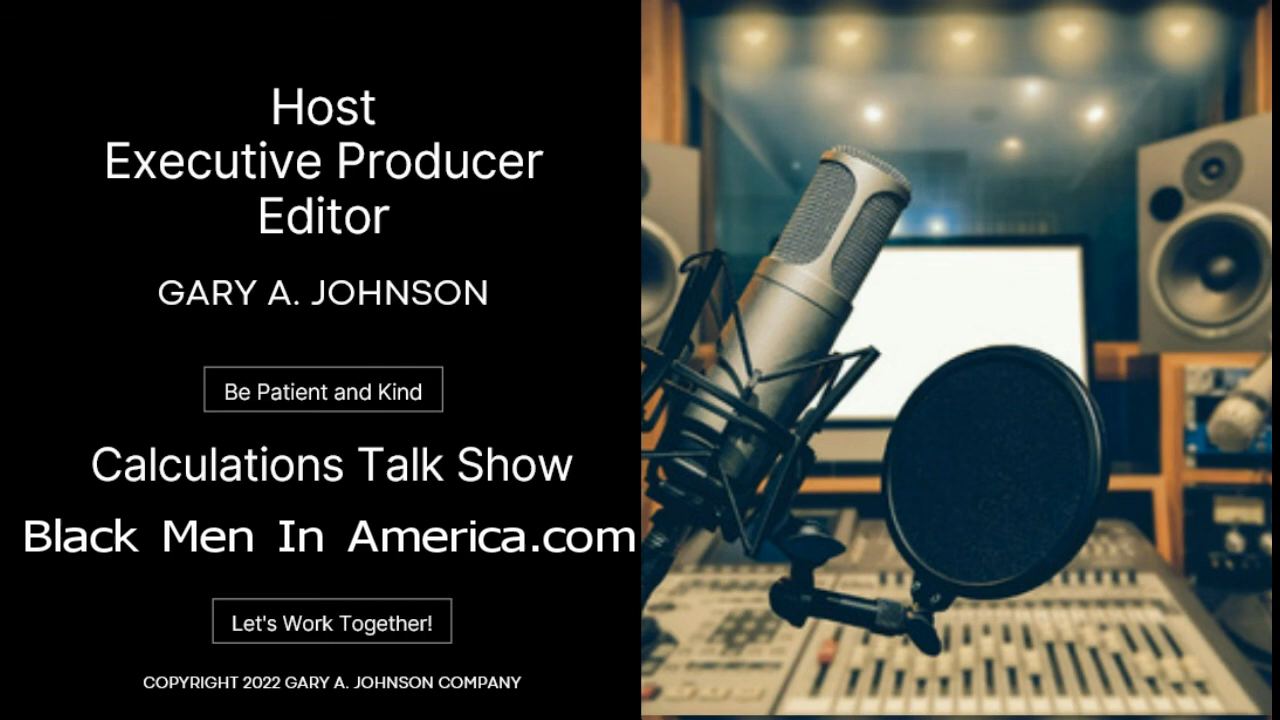 Host
Executive Producer
Editor
GARY A. JOHNSON
Be Patient and Kind
Calculations Talk Show
Black Men In America.com
Let's Work Together!
COPYRIGHT 2022 GARY A. JOHNSON COMPANY